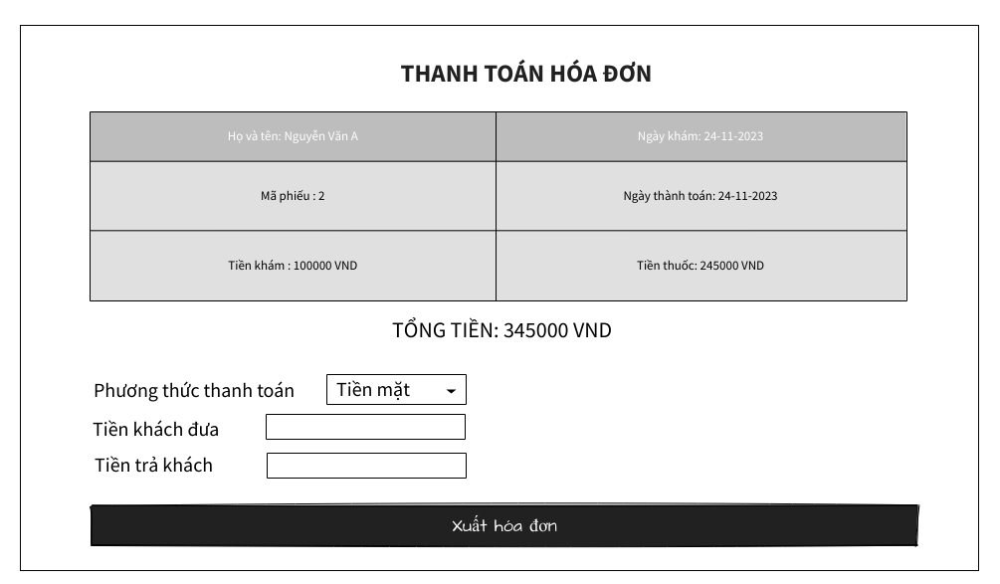 THANH TOÁN HÓA ĐƠN
Họ và tên: Nguyễn Văn A
Ngày khám: 24-11-2023
Mã phiếu : 2
Ngày thành toán: 24-11-2023
Tiền khám : 100000 VND
Tiền thuốc: 245000 VND
TỔNG TIỀN: 345000 VND
Phương thức thanh toán
Tiền mặt
Tiền khách đưa
Tiền trả khách
Xuất hóa đơn